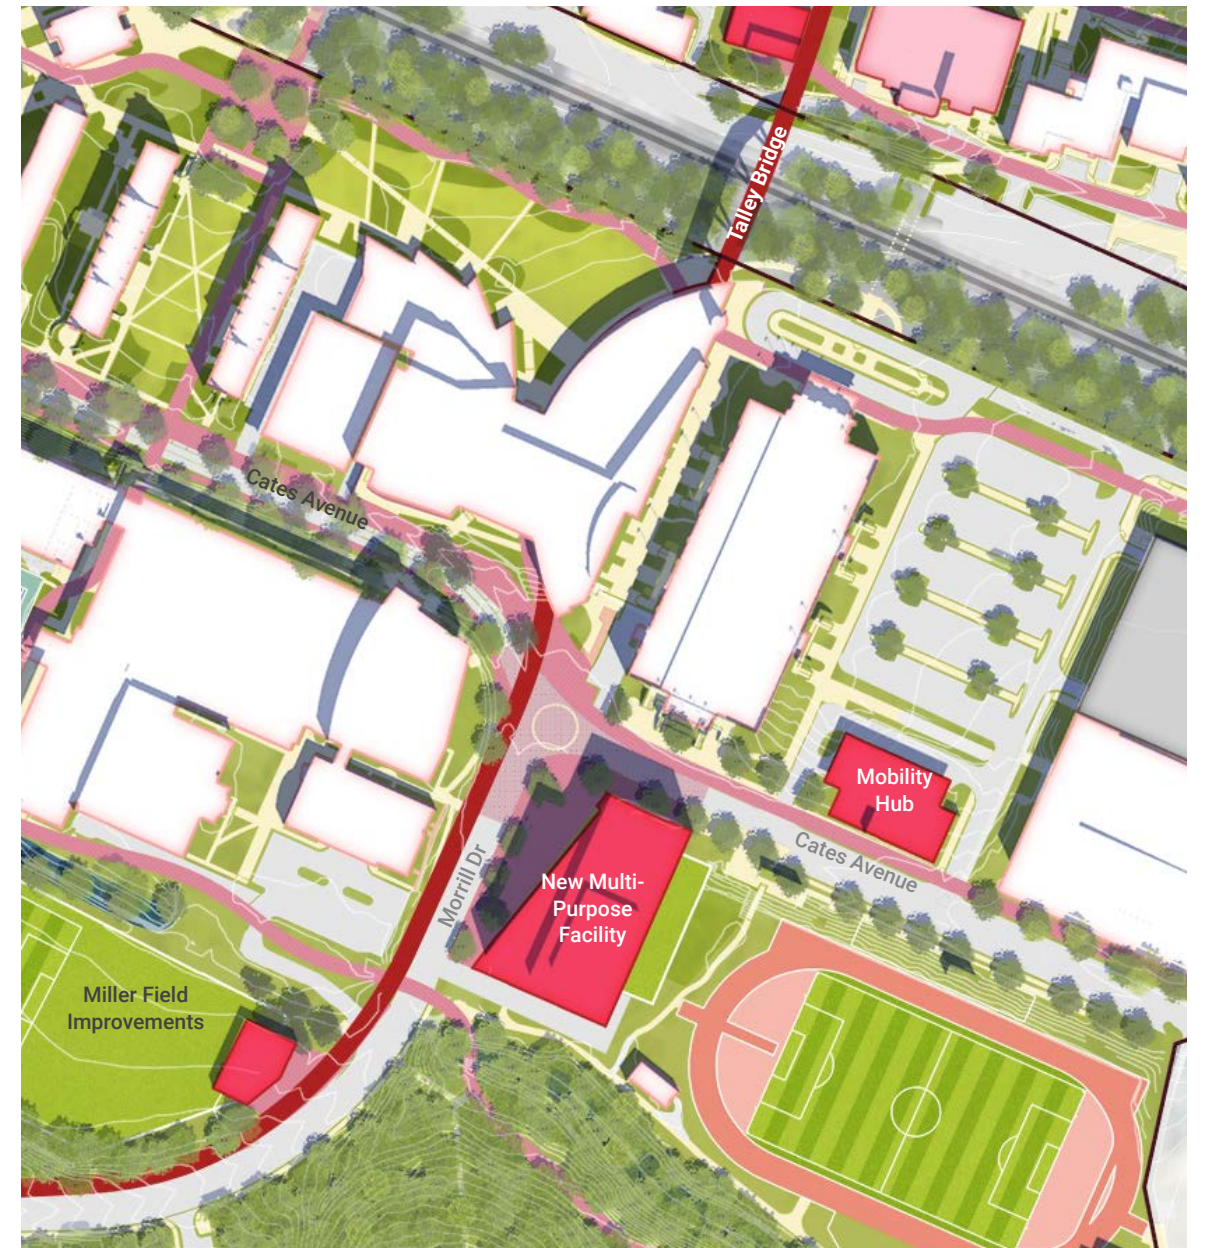 Talley Bridge
Cates Avenue
Mobility
Hub
Cates Avenue
Morrill Dr
New Multi-
Purpose
Facility
Miller Field
Improvements